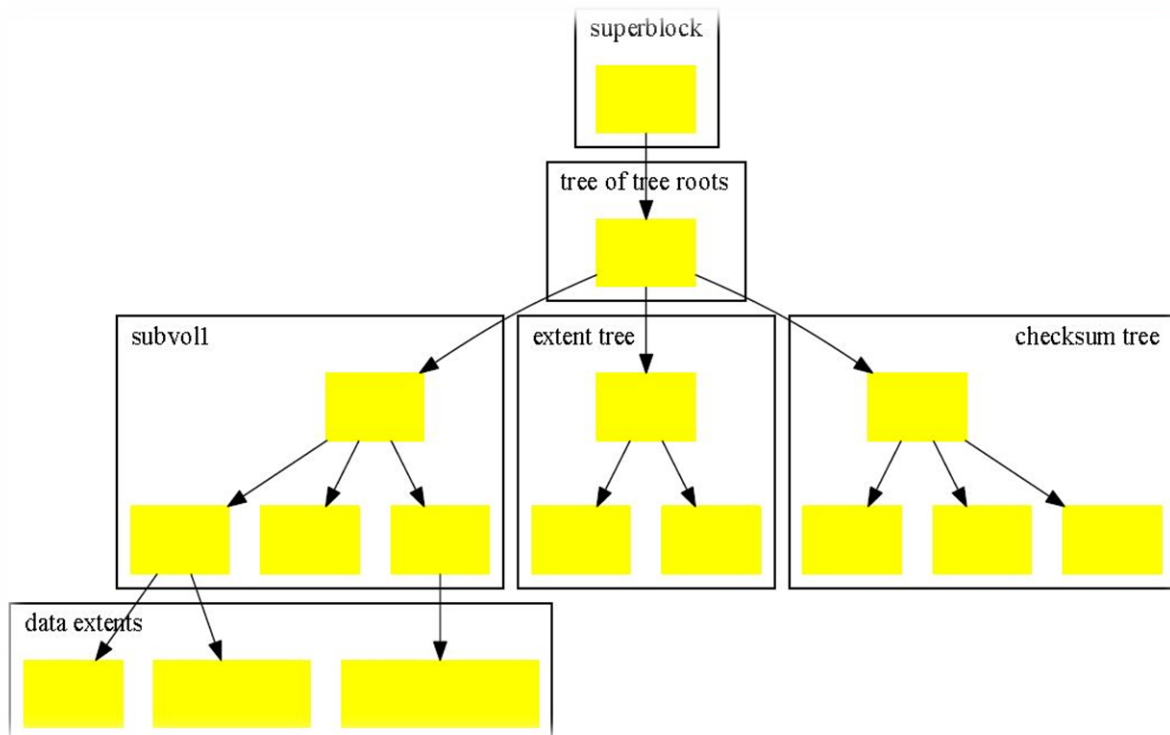 superblock
tree of tree roots
subvol1
extent tree
checksum tree
data extents